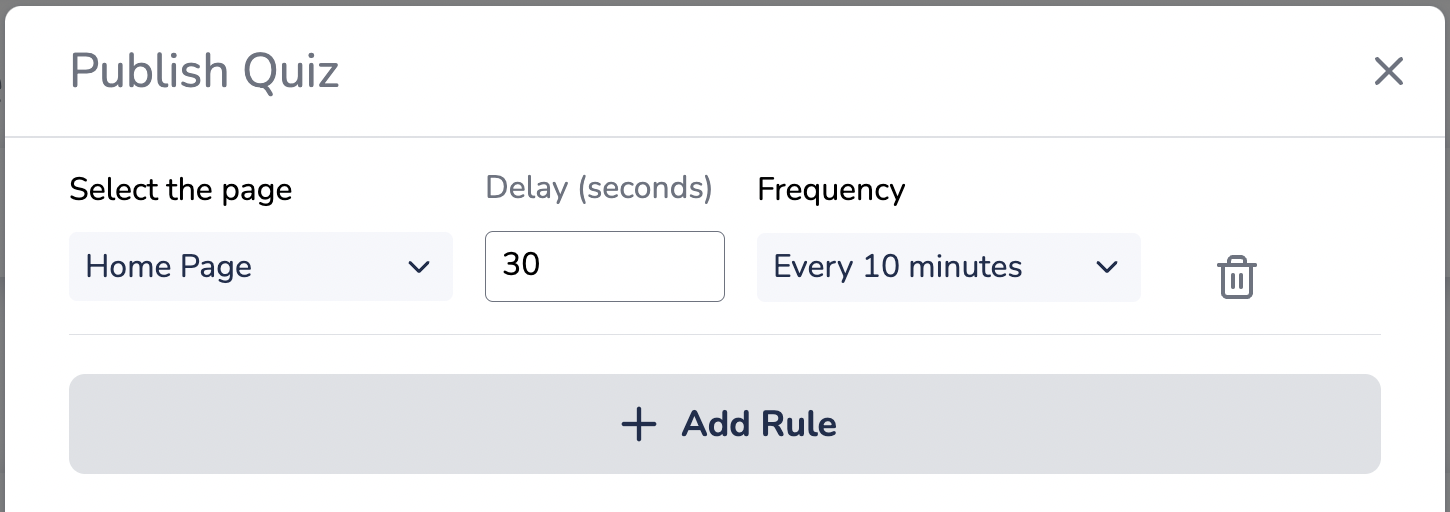 Publish Quiz
Select the page Delay (seconds) Frequency
Home Page 30 Every 10 minutes
Add Rule